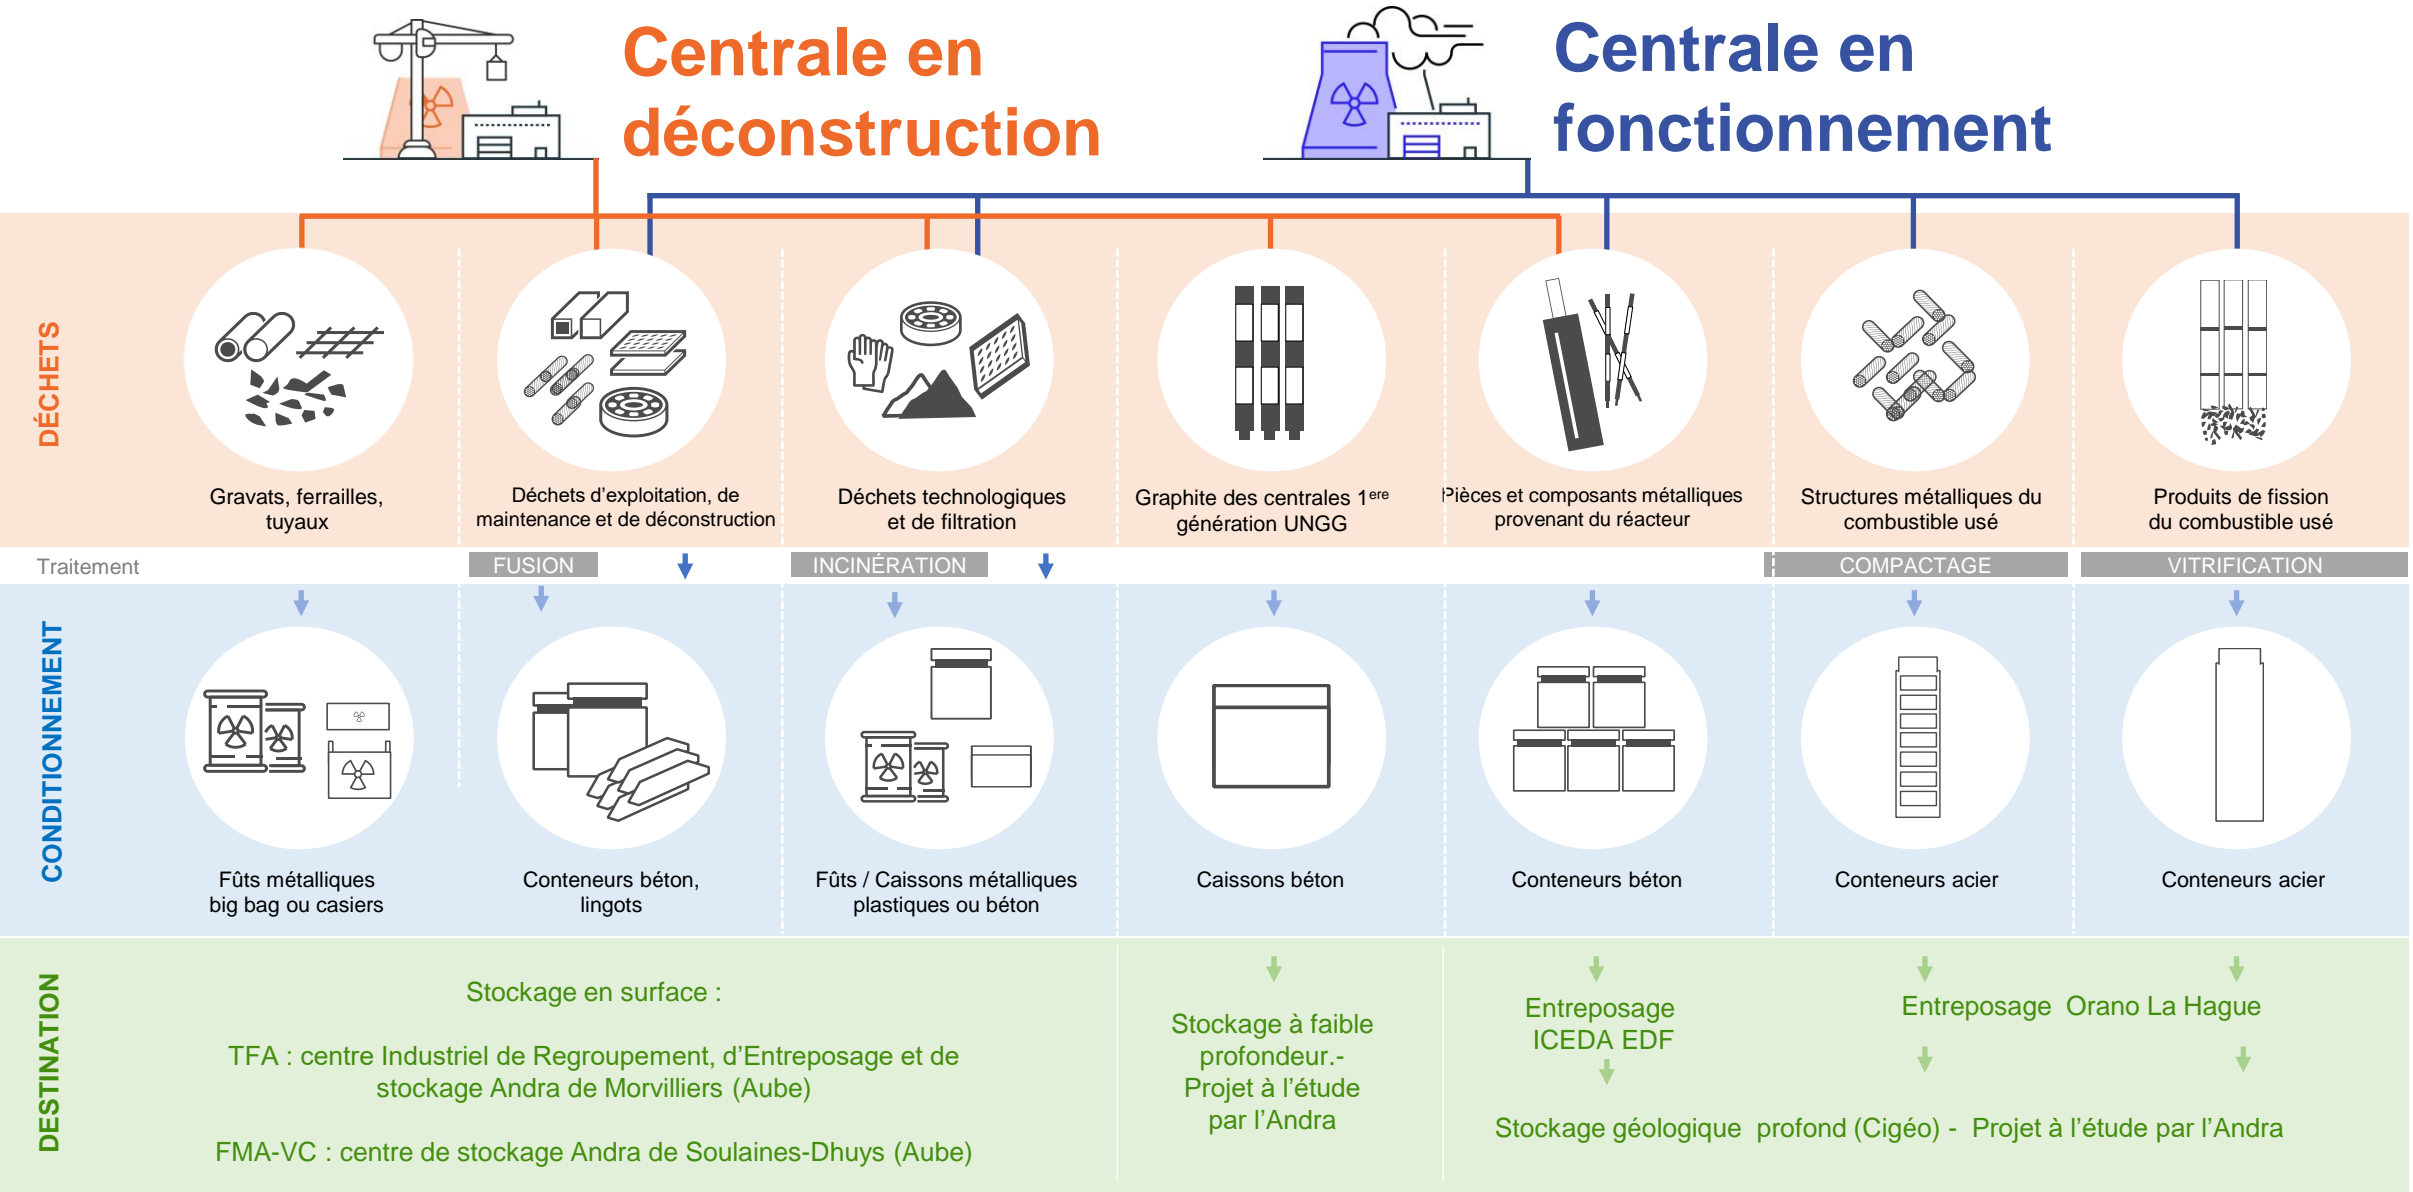 Centrale en
déconstruction
Centrale en
fonctionnement
DÉCHETS
Gravats, ferrailles,
tuyaux
Déchets d’exploitation, de
maintenance et de déconstruction
Déchets technologiques
et de filtration
Graphite des centrales 1ere
génération UNGG
Pièces et composants métalliques
provenant du réacteur
Structures métalliques du
combustible usé
Produits de fission
du combustible usé
Traitement
FUSION
INCINÉRATION
COMPACTAGE
VITRIFICATION
CONDITIONNEMENT
Fûts métalliques
big bag ou casiers
Conteneurs béton,
lingots
Fûts / Caissons métalliques
plastiques ou béton
Caissons béton
Conteneurs béton
Conteneurs acier
Conteneurs acier
DESTINATION
Stockage en surface :
TFA : centre Industriel de Regroupement, d’Entreposage et de
stockage Andra de Morvilliers (Aube)
FMA-VC : centre de stockage Andra de Soulaines-Dhuys (Aube)
Stockage à faible
profondeur.-
Projet à l’étude
par l’Andra
Entreposage
ICEDA EDF
Entreposage Orano La Hague
Stockage géologique profond (Cigéo) - Projet à l’étude par l’Andra